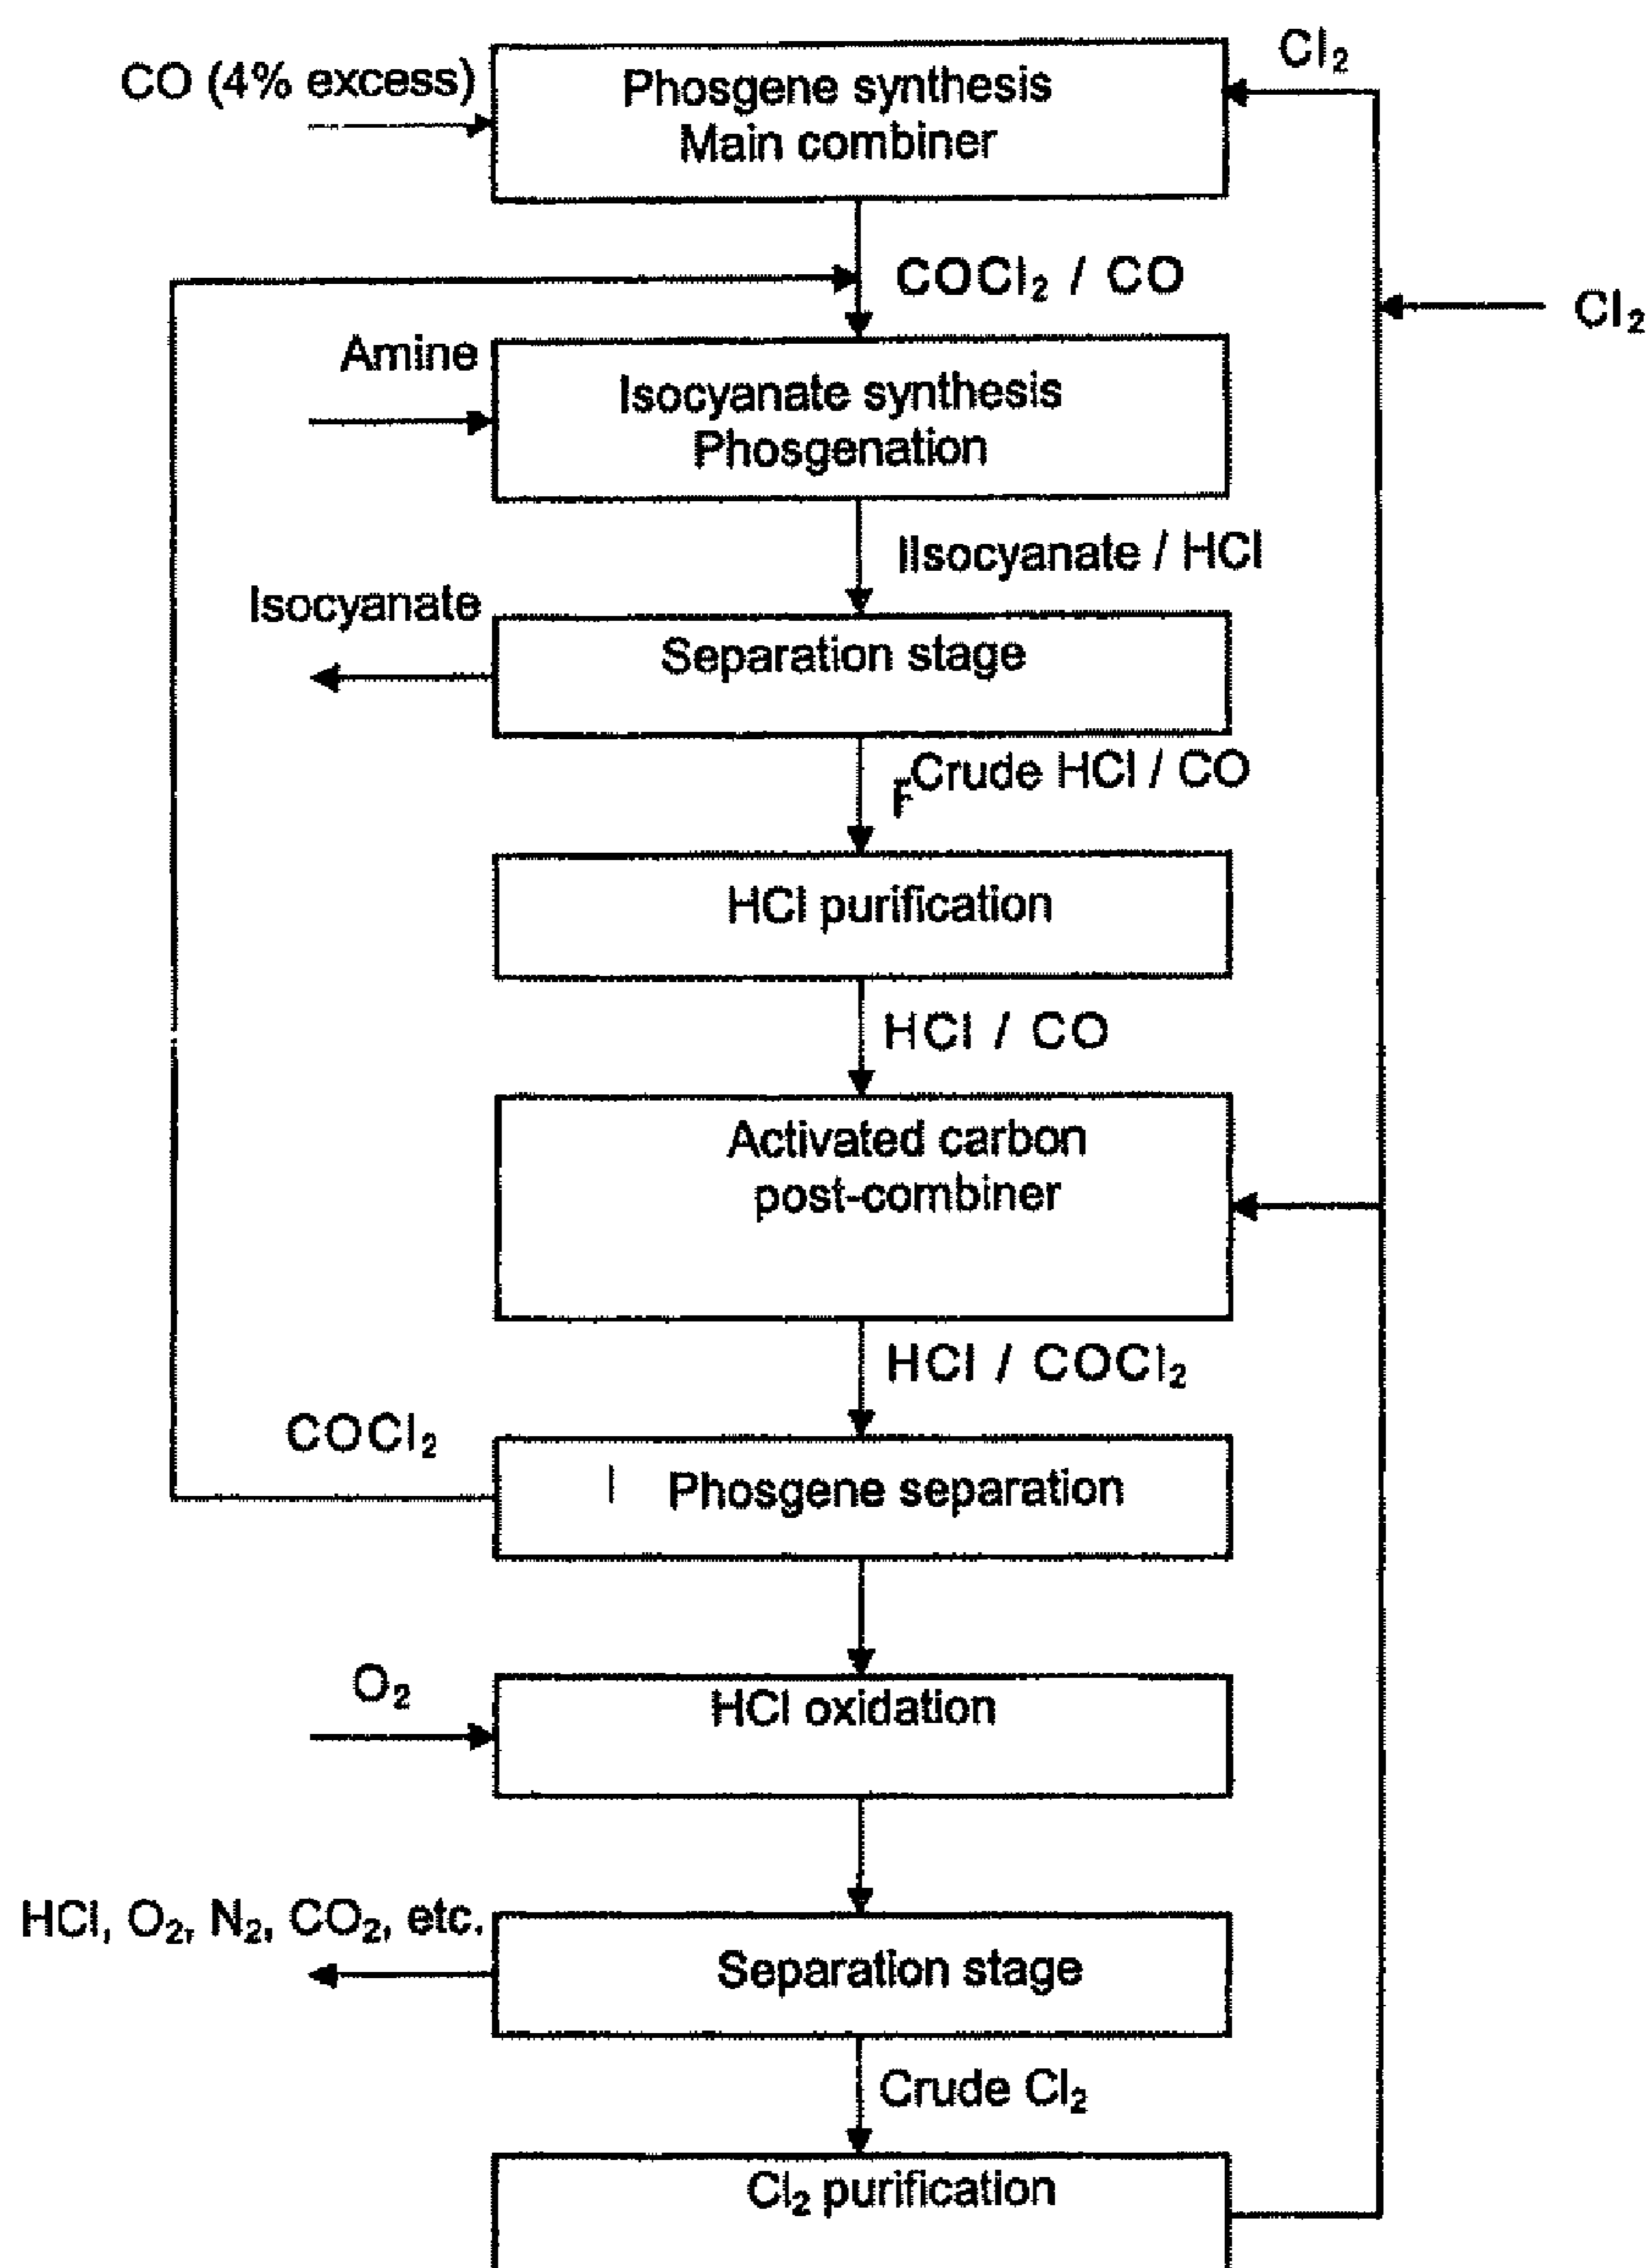 Cl₂
CO (4% excess)
Phosgene synthesis
Main combiner
COCl₂ / CO
Cl₂
Amine
Isocyanate synthesis
Phosgenation
IIsocyanate / HCl
Isocyanate
Separation stage
Crude HCl / CO
F
HCl purification
HCl / CO
Activated carbon
post-combiner
HCl / COCl₂
COCl₂
I Phosgene separation
O₂
HCl oxidation
HCl, O₂, N₂, CO₂, etc.
Separation stage
Crude Cl₂
Cl₂ purification